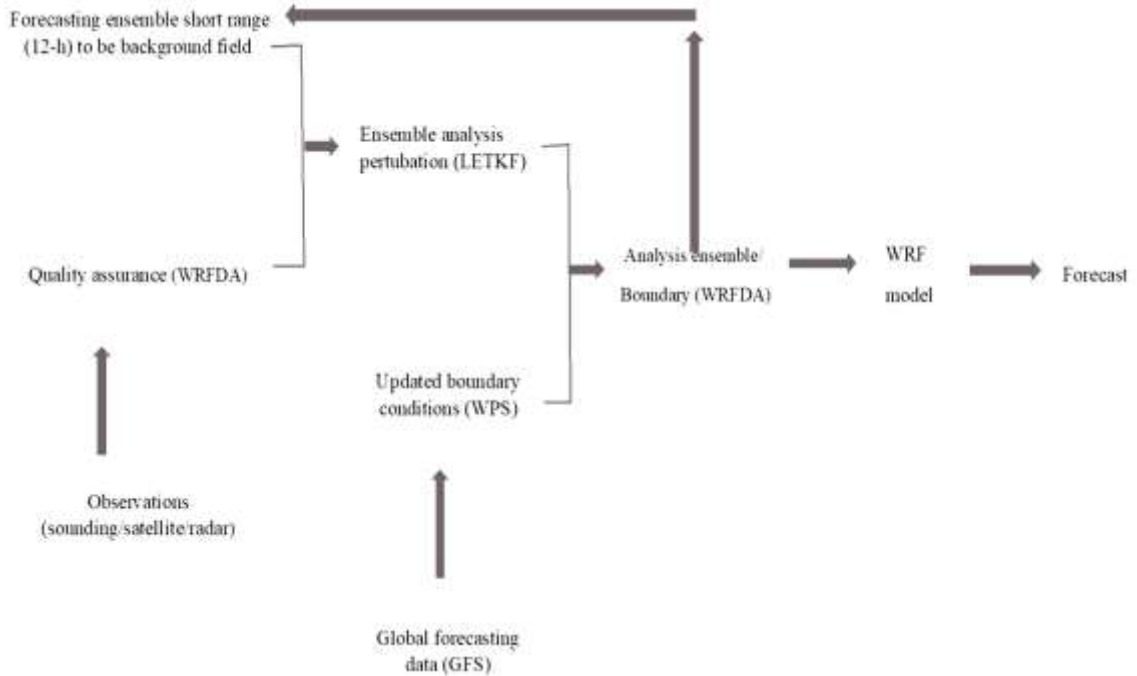 Forecasting ensemble short range
(12-h) to be background field
Ensemble analysis
pertubation (LETKF)
Quality assurance (WRFDA)
Analysis ensemble/
Boundary (WRFDA)
WRF
model
Forecast
Updated boundary
conditions (WPS)
Observations
(sounding/satellite/radar)
Global forecasting
data (GFS)